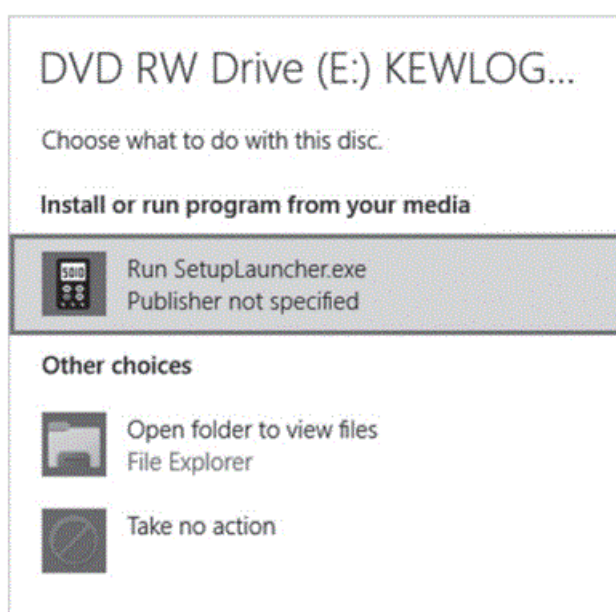 DVD RW Drive (E:) KEWLOG...
Choose what to do with this disc.
Install or run program from your media
5010
Run SetupLauncher.exe
Publisher not specified
Other choices
Open folder to view files
File Explorer
Take no action